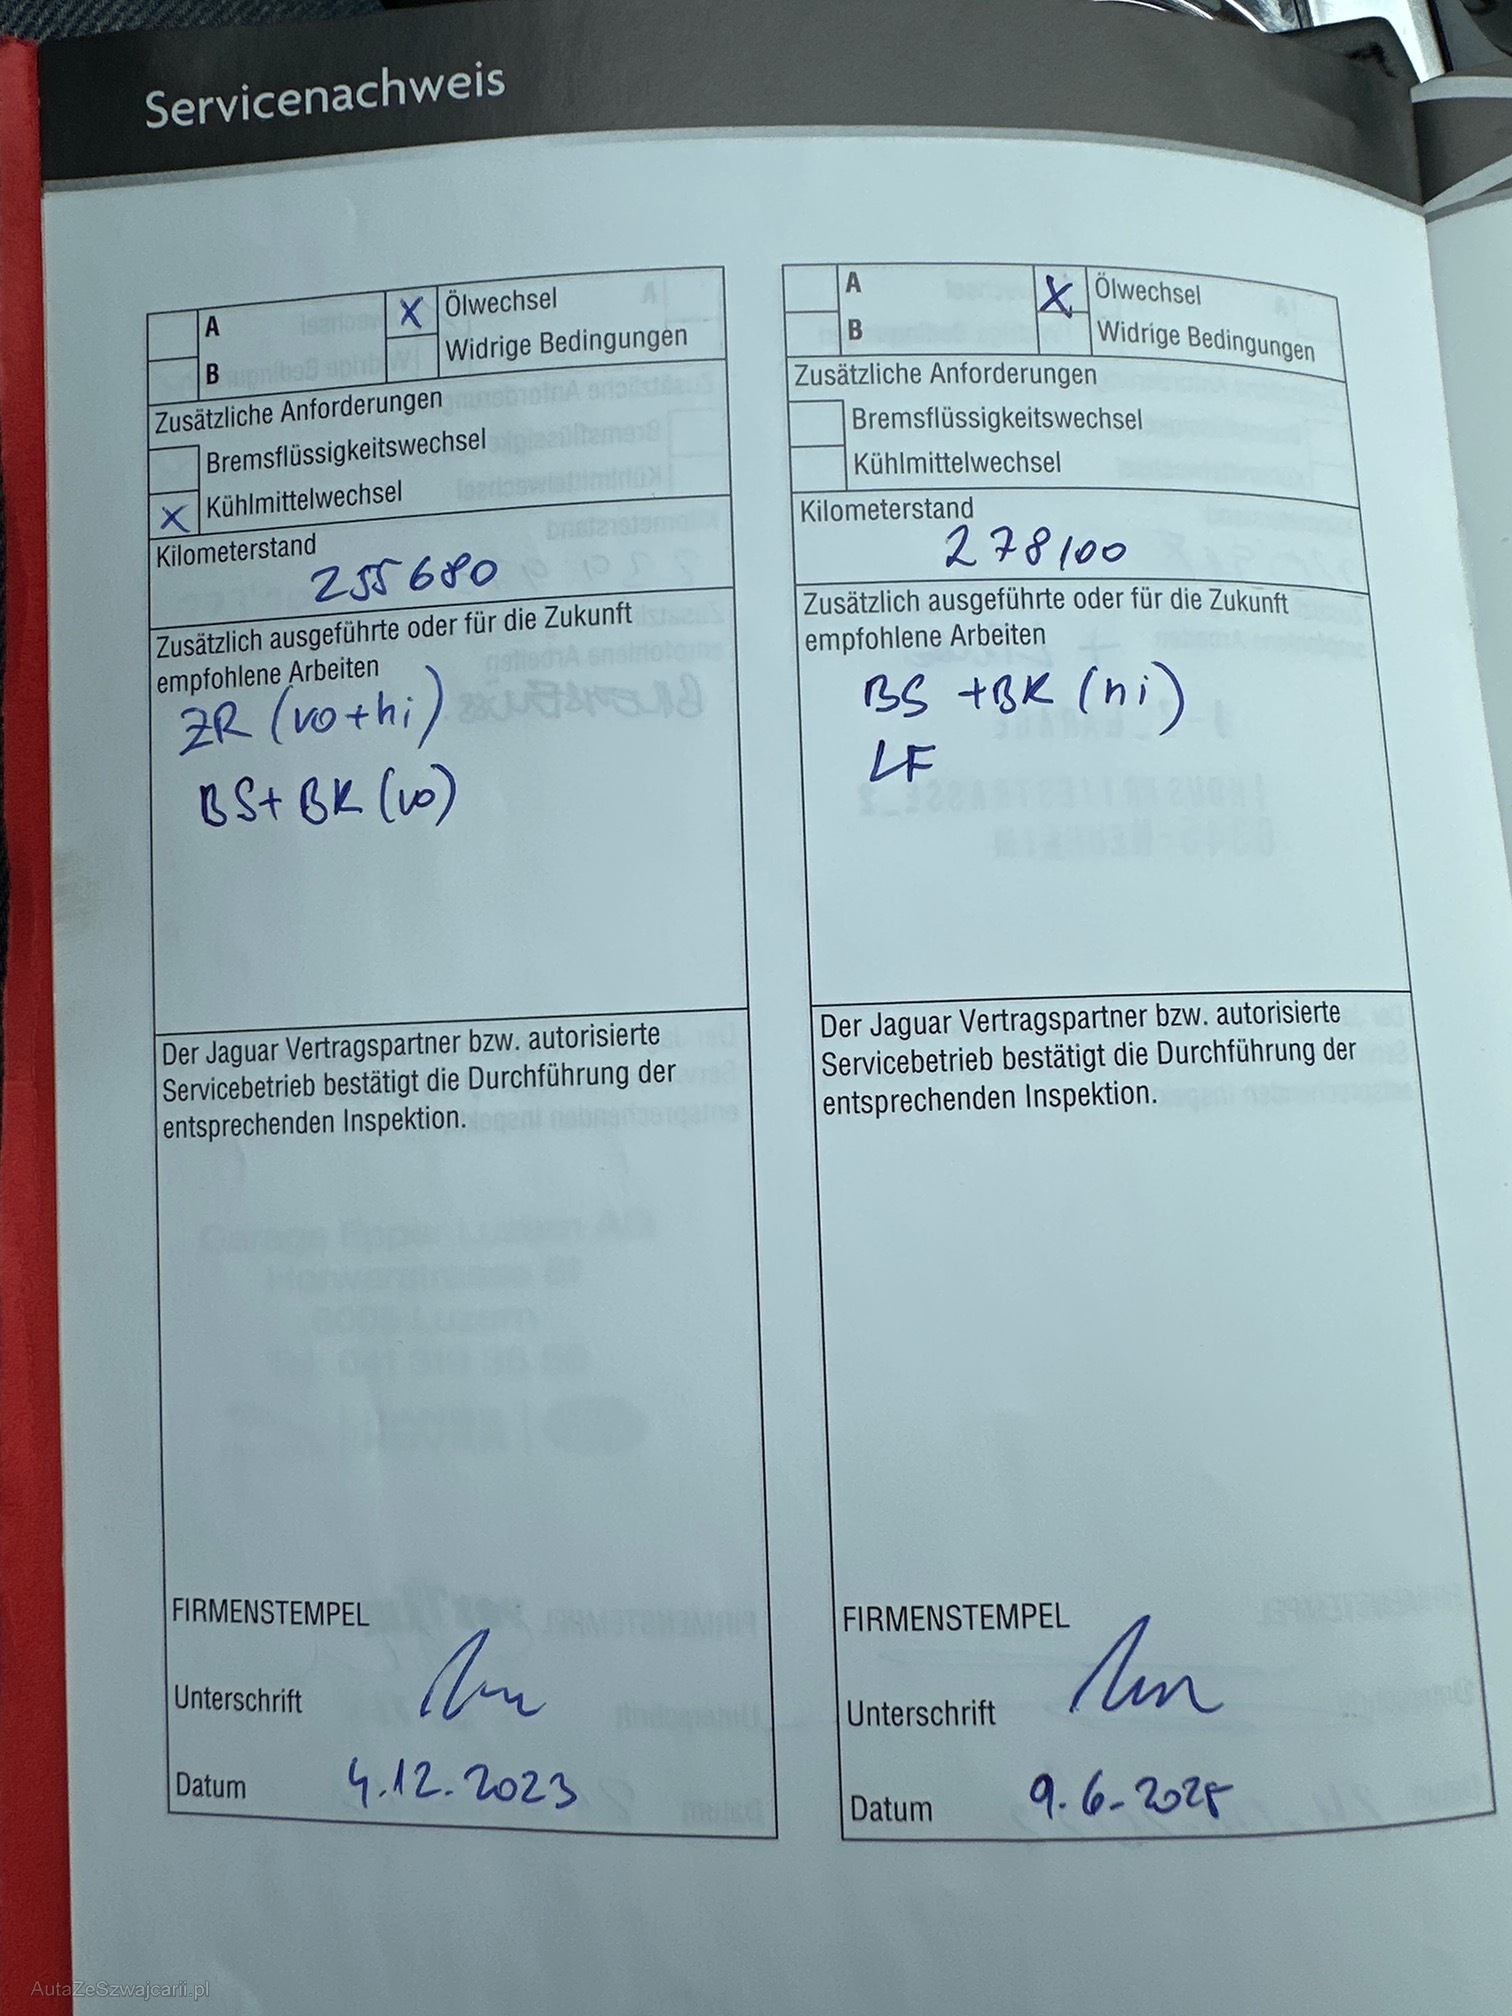 Servicenachweis
A
B
X Ölwechsel
Widrige Bedingungen
Zusätzliche Anforderungen
Bremsflüssigkeitswechsel
X Kühlmittelwechsel
Kilometerstand
255680
Zusätzlich ausgeführte oder für die Zukunft
empfohlene Arbeiten
ZR (vo+hi)
BS+BK (vo)
Der Jaguar Vertragspartner bzw. autorisierte
Servicebetrieb bestätigt die Durchführung der
entsprechenden Inspektion.
FIRMENSTEMPEL
Unterschrift
Datum 4.12.2023
A
B
X Ölwechsel
Widrige Bedingungen
Zusätzliche Anforderungen
Bremsflüssigkeitswechsel
Kühlmittelwechsel
Kilometerstand
278100
Zusätzlich ausgeführte oder für die Zukunft
empfohlene Arbeiten
BS +BK (hi)
LF
Der Jaguar Vertragspartner bzw. autorisierte
Servicebetrieb bestätigt die Durchführung der
entsprechenden Inspektion.
FIRMENSTEMPEL
Unterschrift
Datum 9.6-2025
AutaZeSzwajcarii.pl